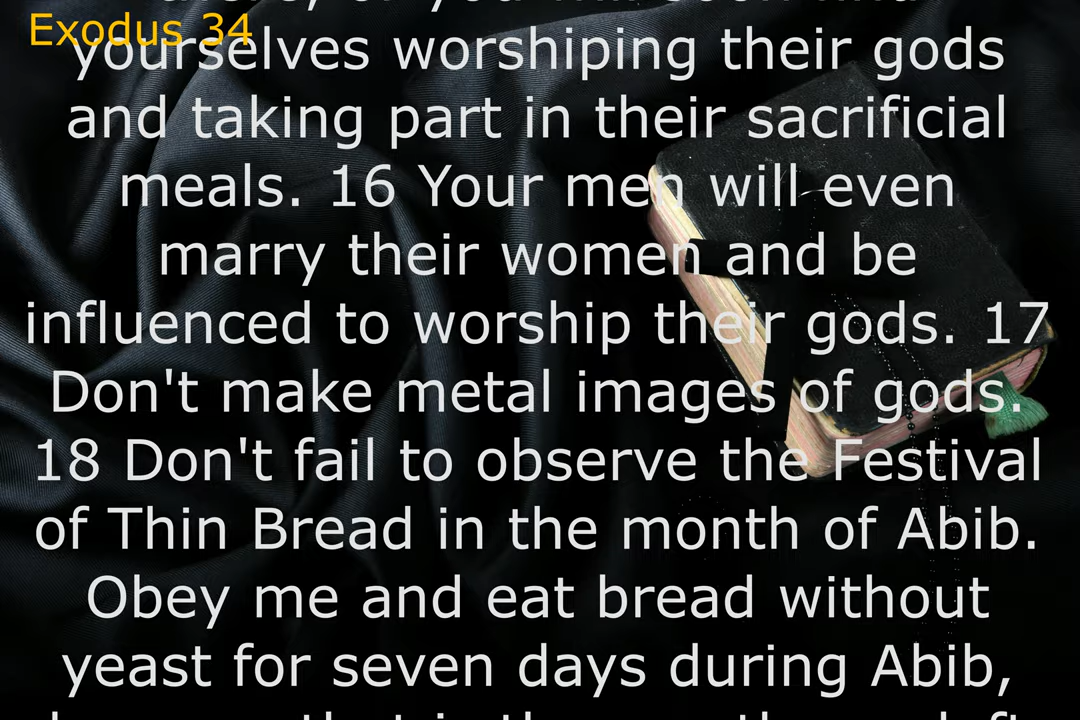 Exodus 34
yourselves worshiping their gods
and taking part in their sacrificial
meals. 16 Your men will even
marry their women and be
influenced to worship their gods. 17
Don't make metal images of gods.
18 Don't fail to observe the Festival
of Thin Bread in the month of Abib.
Obey me and eat bread without
yeast for seven days during Abib,